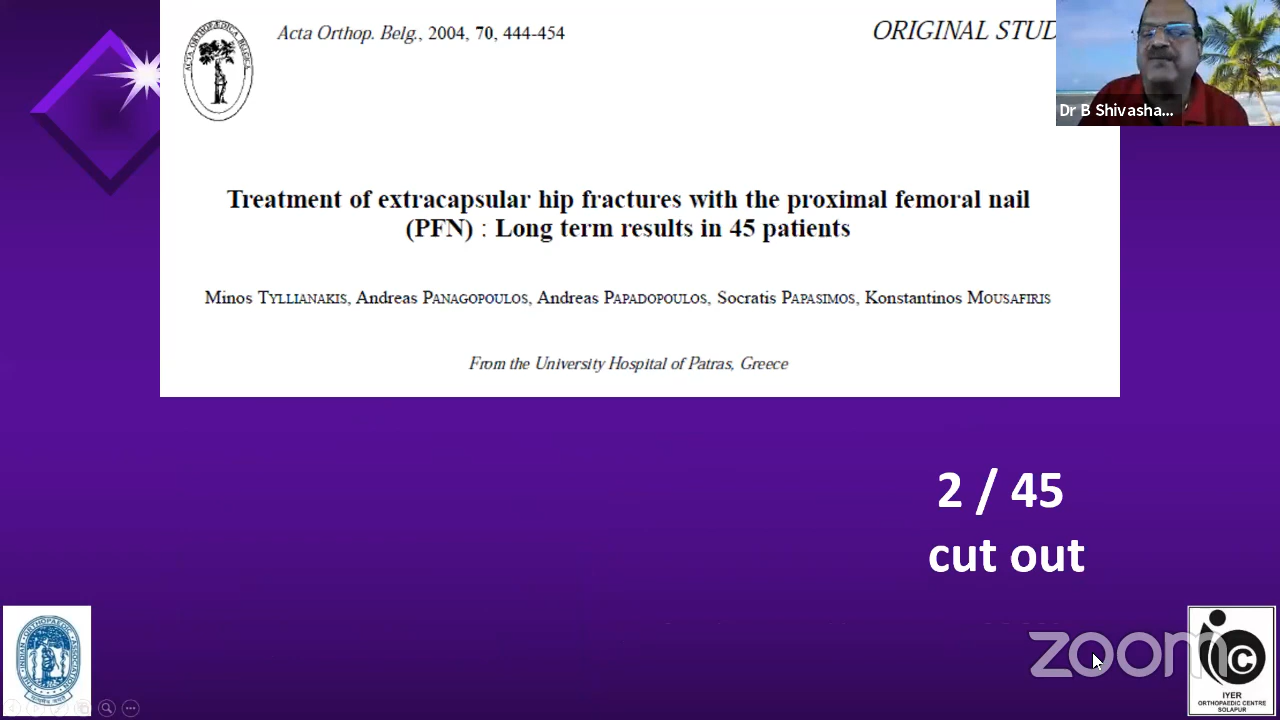 Acta Orthop. Belg., 2004, 70, 444-454
ORIGINAL STUD
Dr B Shivasha...
Treatment of extracapsular hip fractures with the proximal femoral nail
(PFN) : Long term results in 45 patients
Minos TYLLIANAKIS, Andreas PANAGOPOULOS, Andreas PAPADOPOULOS, Socratis PAPASIMOS, Konstantinos MOUSAFIRIS
From the University Hospital of Patras, Greece
2 / 45
cut out
zoom
IYER
ORTHOPAEDIC CENTRE
SOLAPUR